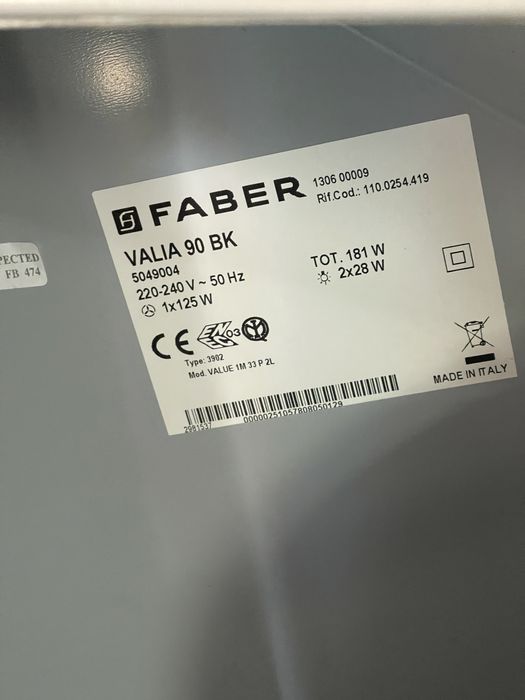 FABER
1306 00009
Rif.Cod.: 110.0254.419
VALIA 90 BK
5049004
220-240 V ~ 50 Hz
1x125 W
TOT. 181 W
2x28 W
CE
03
Type: 3902
Mod. VALUE 1M 33 P 2L
MADE IN ITALY
2981537
00000251057808050129
PECTED
FB 474